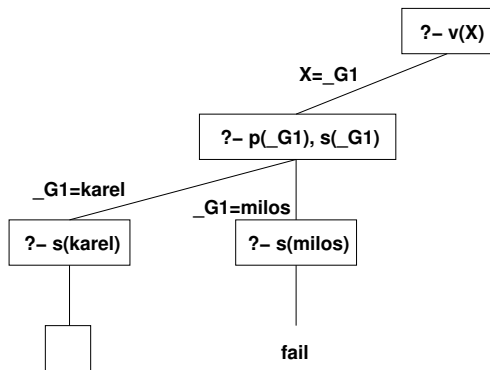 ?− v(X)
X=_G1
?− p(_G1), s(_G1)
_G1=karel
_G1=milos
?− s(karel)
?− s(milos)
fail